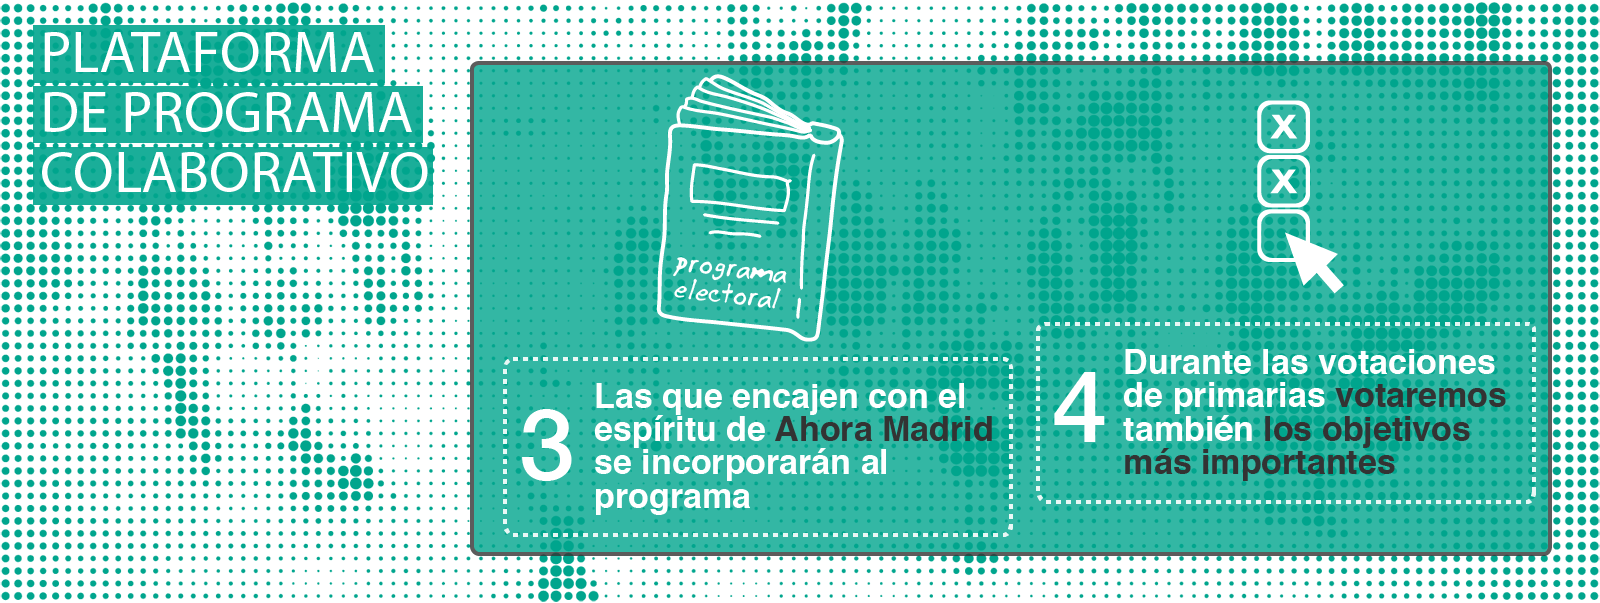 PLATAFORMA
DE PROGRAMA
COLABORATIVO
programa
electoral
3
Las que encajen con el
espíritu de Ahora Madrid
se incorporarán al
programa
x
x
4
Durante las votaciones
de primarias votaremos
también los objetivos
más importantes